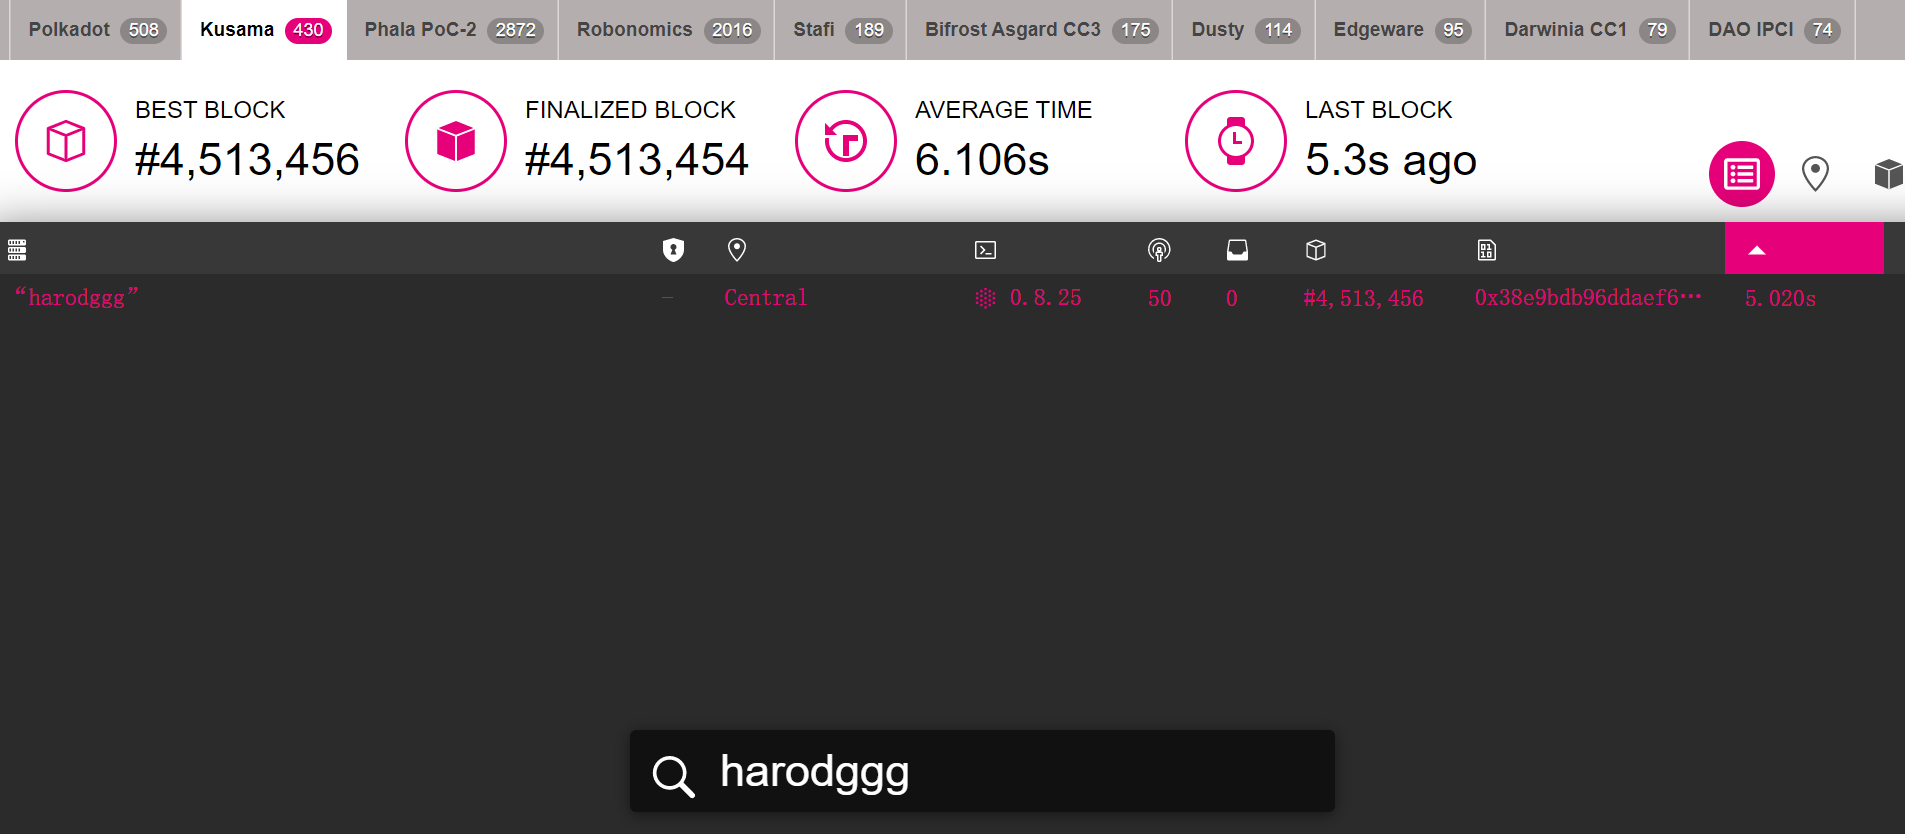 Polkadot 508 Kusama 430 Phala PoC-2 2872 Robonomics 2016 Stafi 189 Bifrost Asgard CC3 175 Dusty 114 Edgeware 95 Darwinia CC1 79 DAO IPCI 74
BEST BLOCK FINALIZED BLOCK AVERAGE TIME LAST BLOCK
#4,513,456 #4,513,454 6.106s 5.3s ago
“harodggg” – Central 0.8.25 50 0 #4,513,456 0x38e9bdb96ddaef6… 5.020s
harodggg